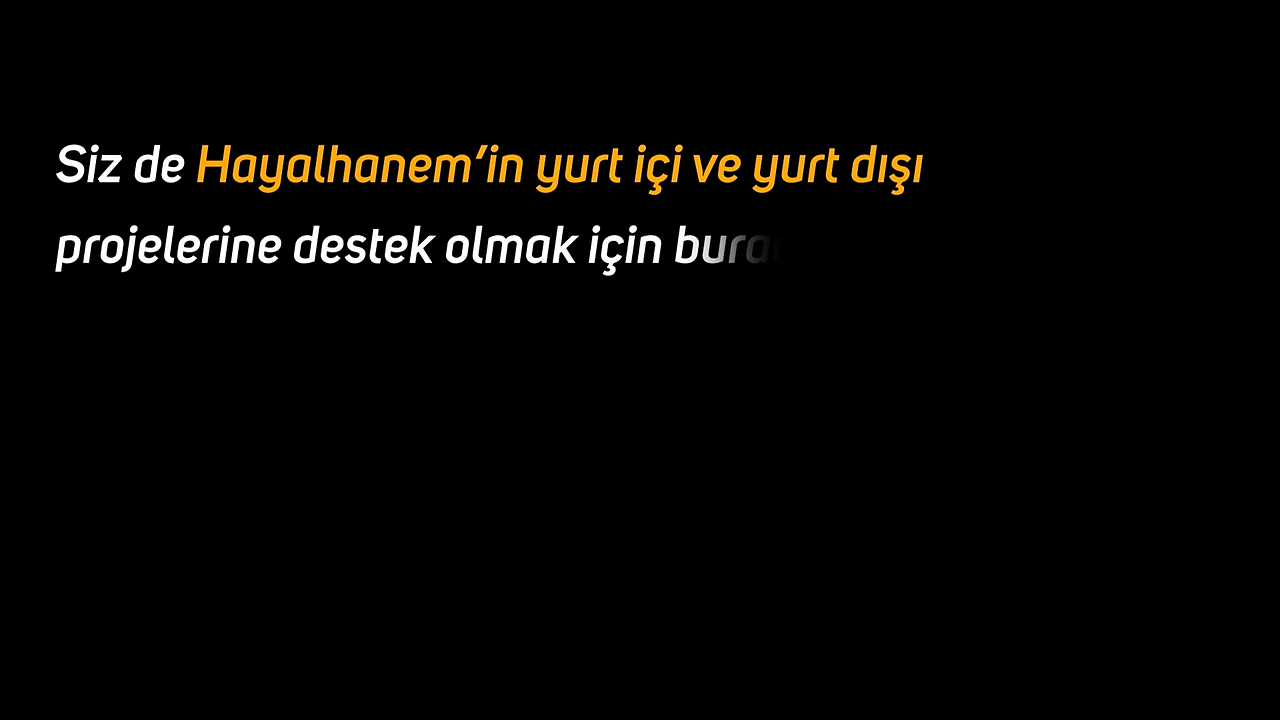 Siz de Hayalhanem’in yurt içi ve yurt dışı
projelerine destek olmak için